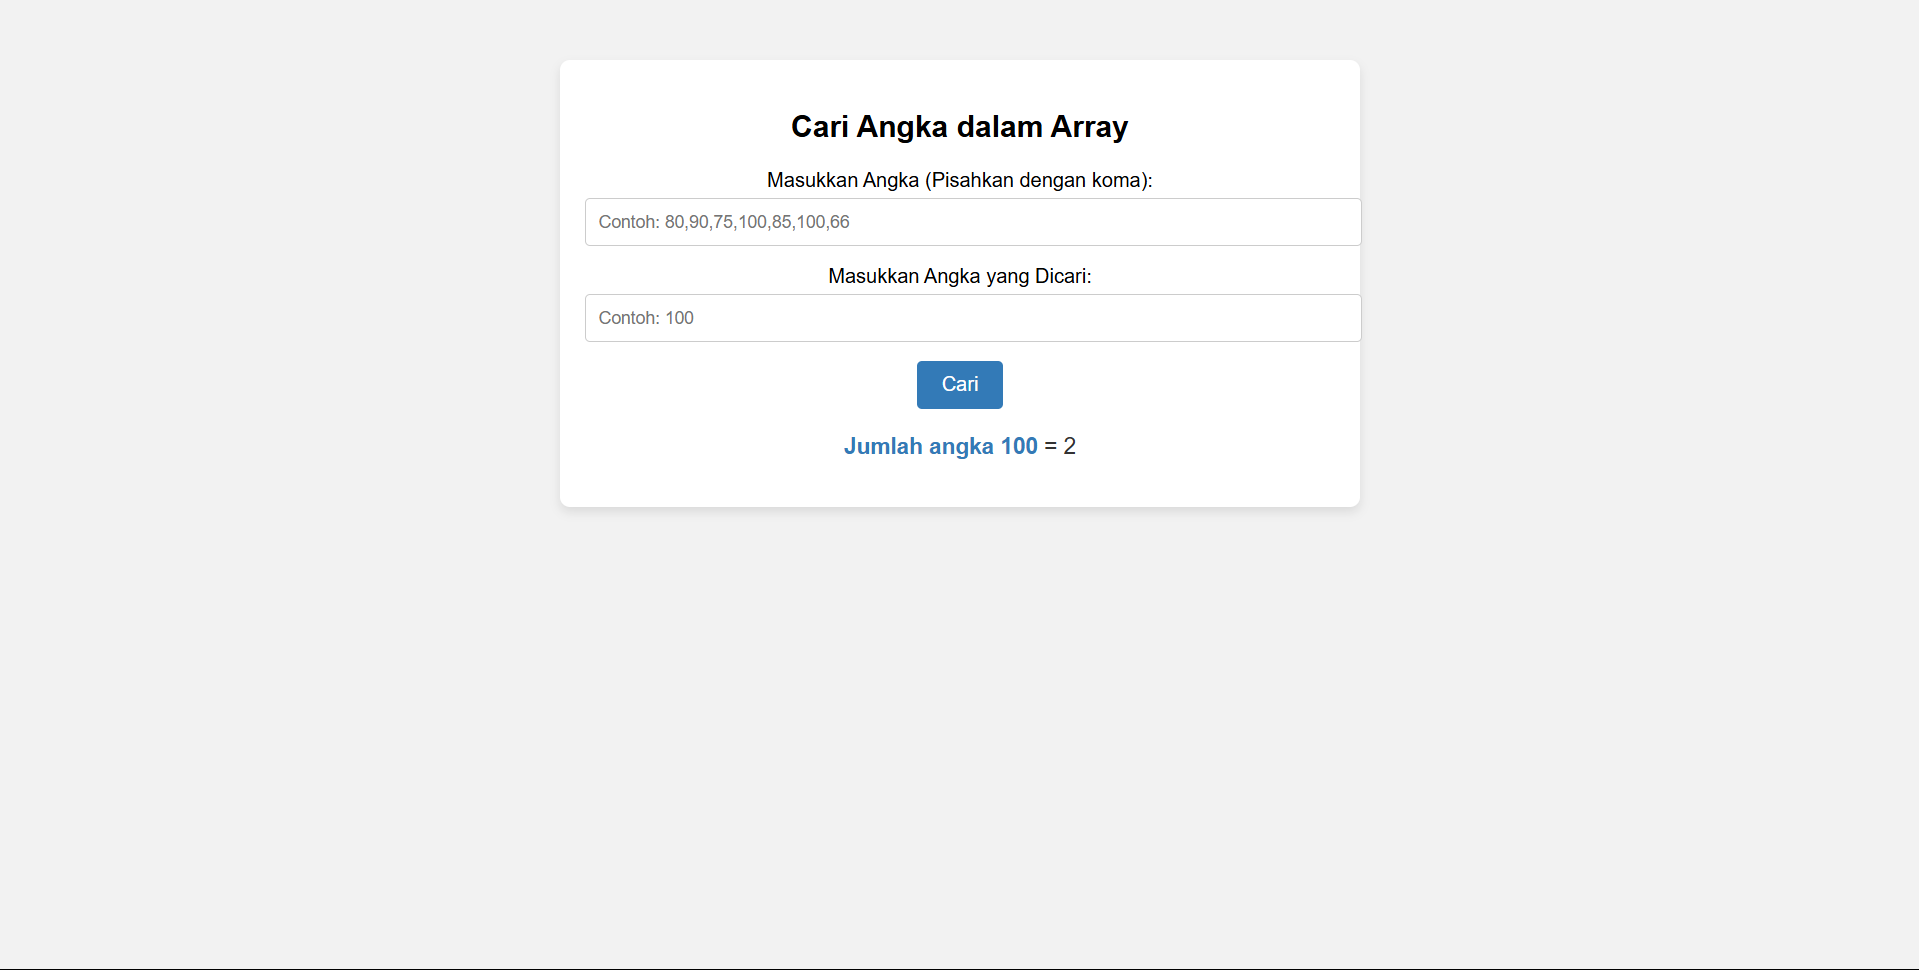 Cari Angka dalam Array
Masukkan Angka (Pisahkan dengan koma):
Contoh: 80,90,75,100,85,100,66
Masukkan Angka yang Dicari:
Contoh: 100
Cari
Jumlah angka 100 = 2